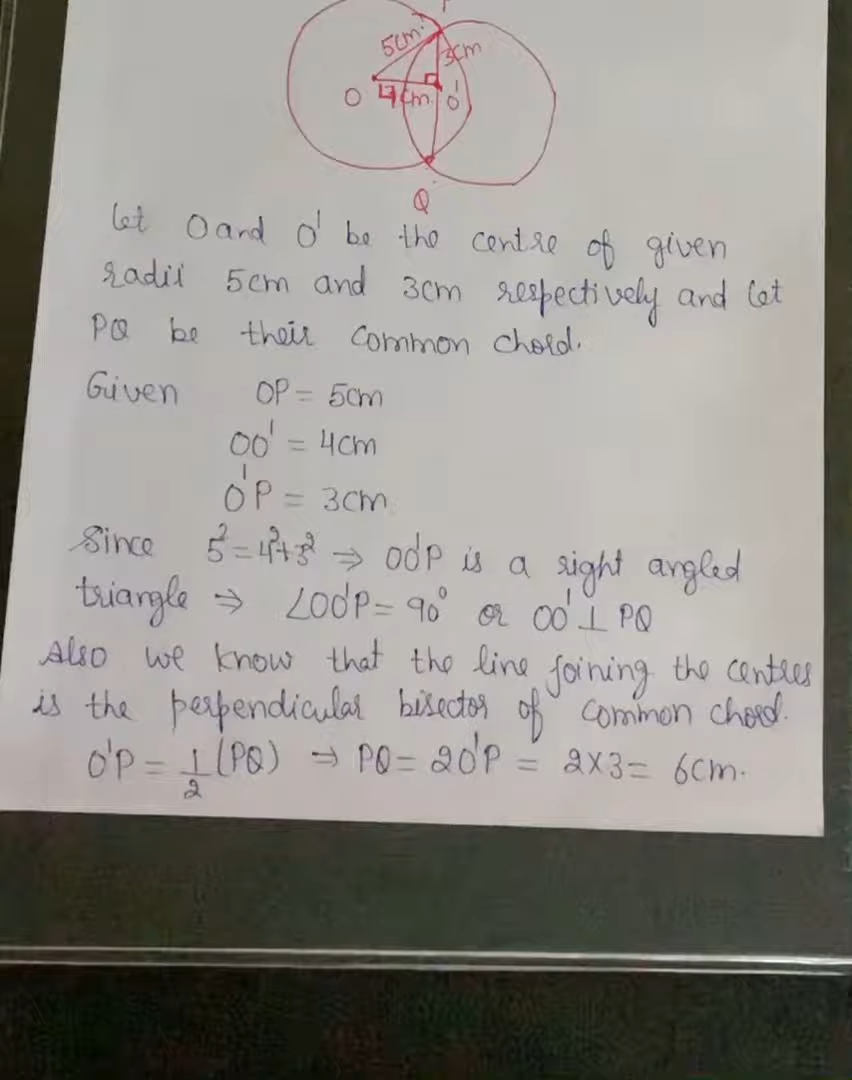 5cm
3cm
O 4cm O'
Q
Let O and O' be the centre of given
radii 5cm and 3cm respectively and let
PQ be their common chord.
Given OP = 5cm
OO' = 4cm
O'P = 3cm
Since 5² = 4²+3² ⇒ OO'P is a right angled
triangle ⇒ ∠OO'P = 90° or OO' ⊥ PQ
Also we know that the line joining the centres
is the perpendicular bisector of common chord.
O'P = 1/2 (PQ) ⇒ PQ = 2O'P = 2×3 = 6cm.